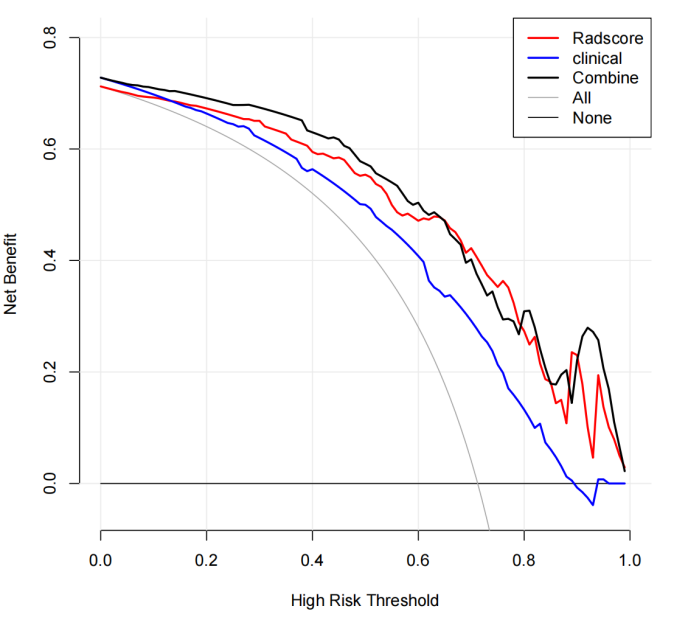 Radscore
clinical
Combine
All
None
0.8
0.6
0.4
0.2
0.0
Net Benefit
0.0 0.2 0.4 0.6 0.8 1.0
High Risk Threshold